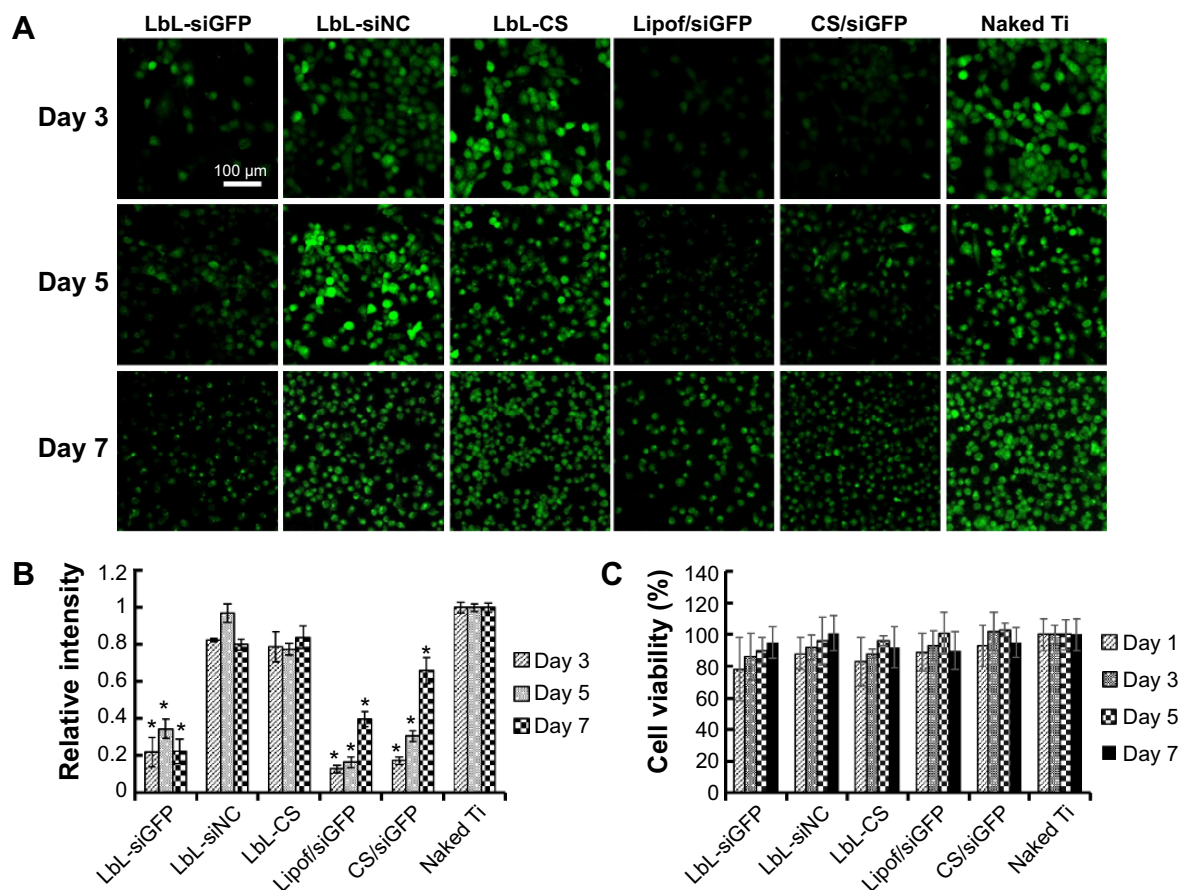 A
LbL-siGFP LbL-siNC LbL-CS Lipof/siGFP CS/siGFP Naked Ti
Day 3
100 µm
Day 5
Day 7
B
Relative intensity
1.2
1
0.8
0.6
0.4
0.2
0
* * * * * * * * *
LbL-siGFP LbL-siNC LbL-CS Lipof/siGFP CS/siGFP Naked Ti
Day 3
Day 5
Day 7
C
Cell viability (%)
140
120
100
80
60
40
20
0
LbL-siGFP LbL-siNC LbL-CS Lipof/siGFP CS/siGFP Naked Ti
Day 1
Day 3
Day 5
Day 7